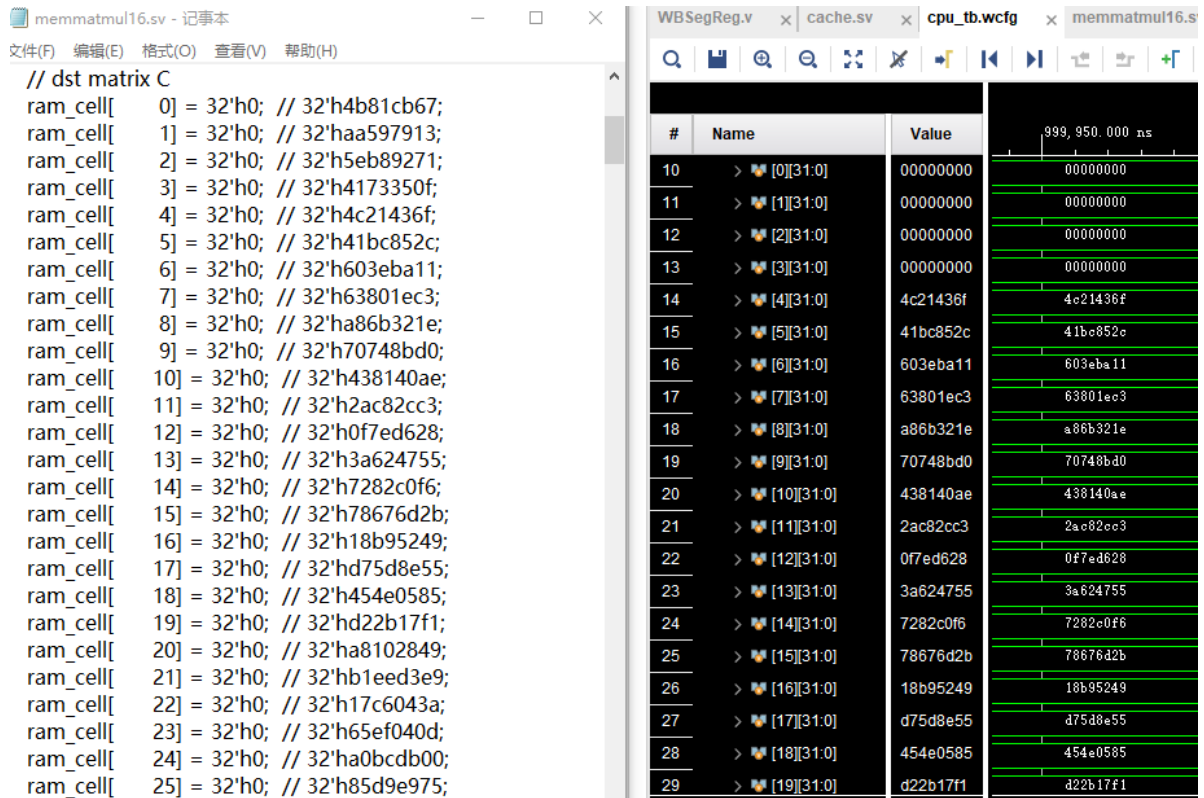 memmatmul16.sv - 记事本
文件(F) 编辑(E) 格式(O) 查看(V) 帮助(H)
// dst matrix C
ram_cell[ 0] = 32'h0; // 32'h4b81cb67;
ram_cell[ 1] = 32'h0; // 32'haa597913;
ram_cell[ 2] = 32'h0; // 32'h5eb89271;
ram_cell[ 3] = 32'h0; // 32'h4173350f;
ram_cell[ 4] = 32'h0; // 32'h4c21436f;
ram_cell[ 5] = 32'h0; // 32'h41bc852c;
ram_cell[ 6] = 32'h0; // 32'h603eba11;
ram_cell[ 7] = 32'h0; // 32'h63801ec3;
ram_cell[ 8] = 32'h0; // 32'ha86b321e;
ram_cell[ 9] = 32'h0; // 32'h70748bd0;
ram_cell[ 10] = 32'h0; // 32'h438140ae;
ram_cell[ 11] = 32'h0; // 32'h2ac82cc3;
ram_cell[ 12] = 32'h0; // 32'h0f7ed628;
ram_cell[ 13] = 32'h0; // 32'h3a624755;
ram_cell[ 14] = 32'h0; // 32'h7282c0f6;
ram_cell[ 15] = 32'h0; // 32'h78676d2b;
ram_cell[ 16] = 32'h0; // 32'h18b95249;
ram_cell[ 17] = 32'h0; // 32'hd75d8e55;
ram_cell[ 18] = 32'h0; // 32'h454e0585;
ram_cell[ 19] = 32'h0; // 32'hd22b17f1;
ram_cell[ 20] = 32'h0; // 32'ha8102849;
ram_cell[ 21] = 32'h0; // 32'hb1eed3e9;
ram_cell[ 22] = 32'h0; // 32'h17c6043a;
ram_cell[ 23] = 32'h0; // 32'h65ef040d;
ram_cell[ 24] = 32'h0; // 32'ha0bcdb00;
ram_cell[ 25] = 32'h0; // 32'h85d9e975;
WBSegReg.v cache.sv cpu_tb.wcfg memmatmul16.sv
# Name Value 999,950.000 ns
10 [0][31:0] 00000000 00000000
11 [1][31:0] 00000000 00000000
12 [2][31:0] 00000000 00000000
13 [3][31:0] 00000000 00000000
14 [4][31:0] 4c21436f 4c21436f
15 [5][31:0] 41bc852c 41bc852c
16 [6][31:0] 603eba11 603eba11
17 [7][31:0] 63801ec3 63801ec3
18 [8][31:0] a86b321e a86b321e
19 [9][31:0] 70748bd0 70748bd0
20 [10][31:0] 438140ae 438140ae
21 [11][31:0] 2ac82cc3 2ac82cc3
22 [12][31:0] 0f7ed628 0f7ed628
23 [13][31:0] 3a624755 3a624755
24 [14][31:0] 7282c0f6 7282c0f6
25 [15][31:0] 78676d2b 78676d2b
26 [16][31:0] 18b95249 18b95249
27 [17][31:0] d75d8e55 d75d8e55
28 [18][31:0] 454e0585 454e0585
29 [19][31:0] d22b17f1 d22b17f1